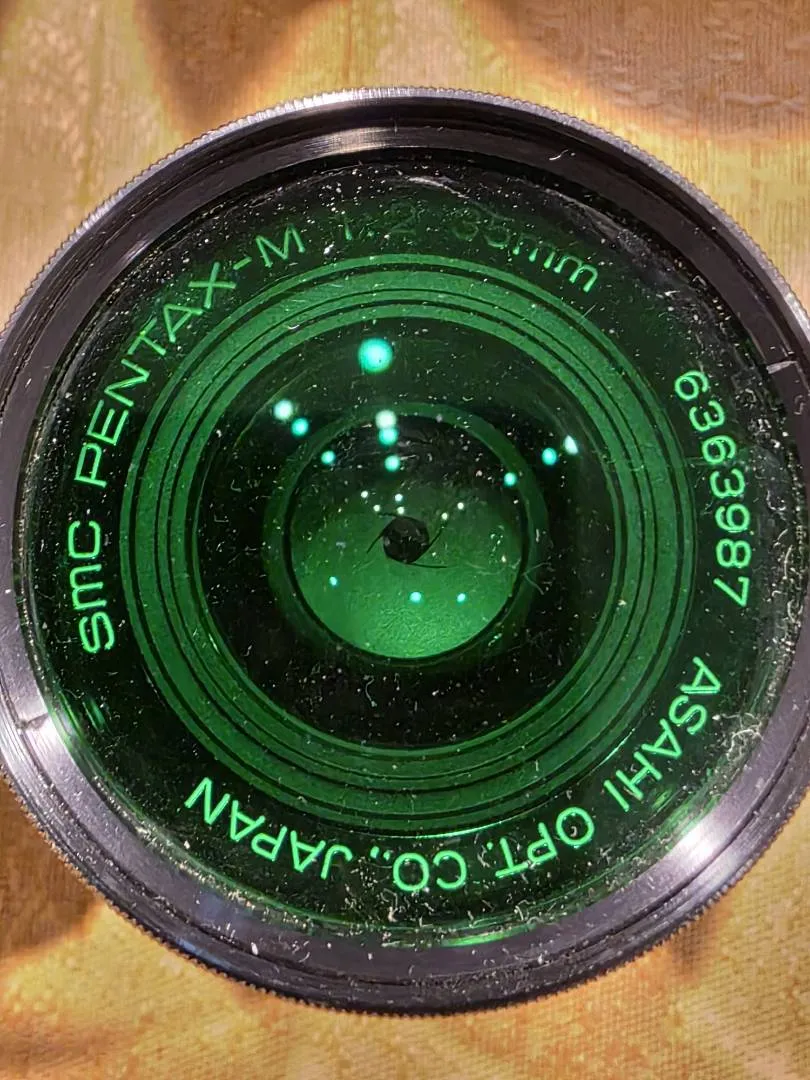 smc PENTAX-M 1:2 35mm
6363987
ASAHI OPT. CO., JAPAN